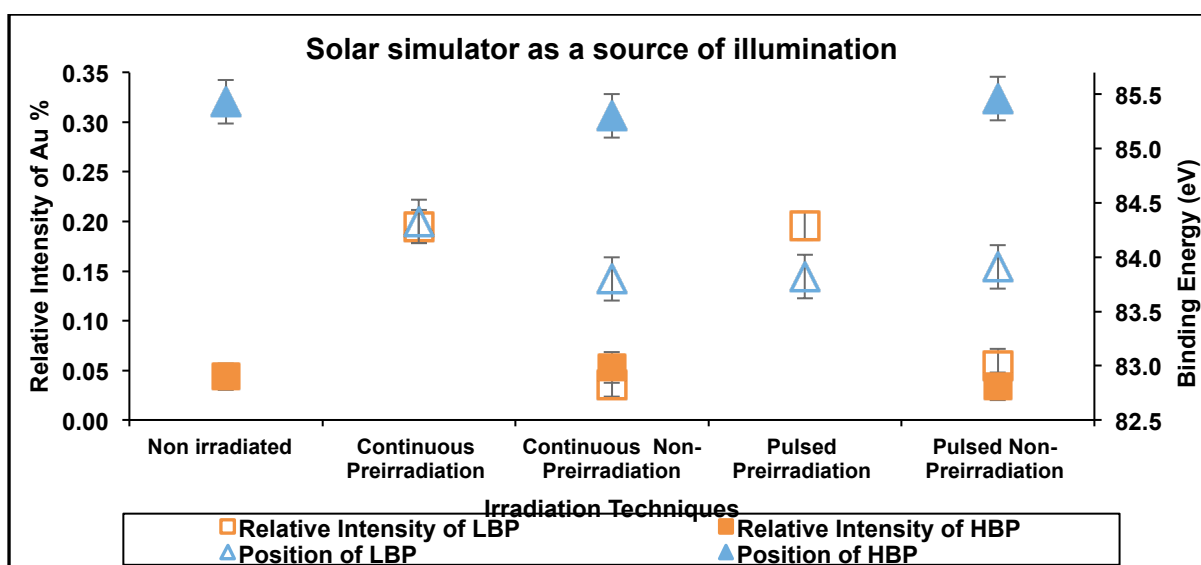 Solar simulator as a source of illumination
Relative Intensity of Au %
0.35
0.30
0.25
0.20
0.15
0.10
0.05
0.00
85.5
85.0
84.5
84.0
83.5
83.0
82.5
Binding Energy (eV)
Non irradiated
Continuous
Preirradiation
Continuous Non-
Preirradiation
Pulsed
Preirradiation
Pulsed Non-
Preirradiation
Irradiation Techniques
Relative Intensity of LBP
Relative Intensity of HBP
Position of LBP
Position of HBP